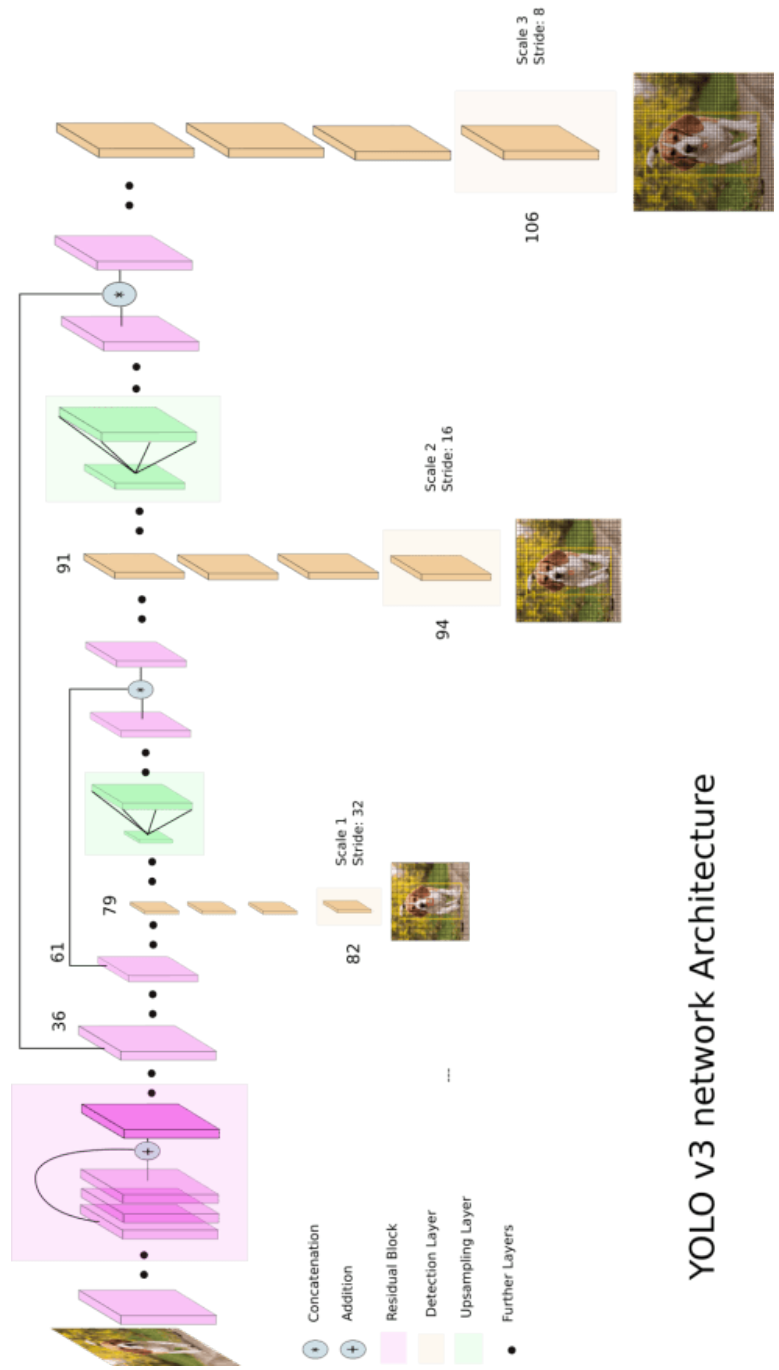 36
61
79
91
82
Scale 1
Stride: 32
94
Scale 2
Stride: 16
106
Scale 3
Stride: 8
*
*
+
* Concatenation
+ Addition
Residual Block
Detection Layer
Upsampling Layer
Further Layers
...
YOLO v3 network Architecture